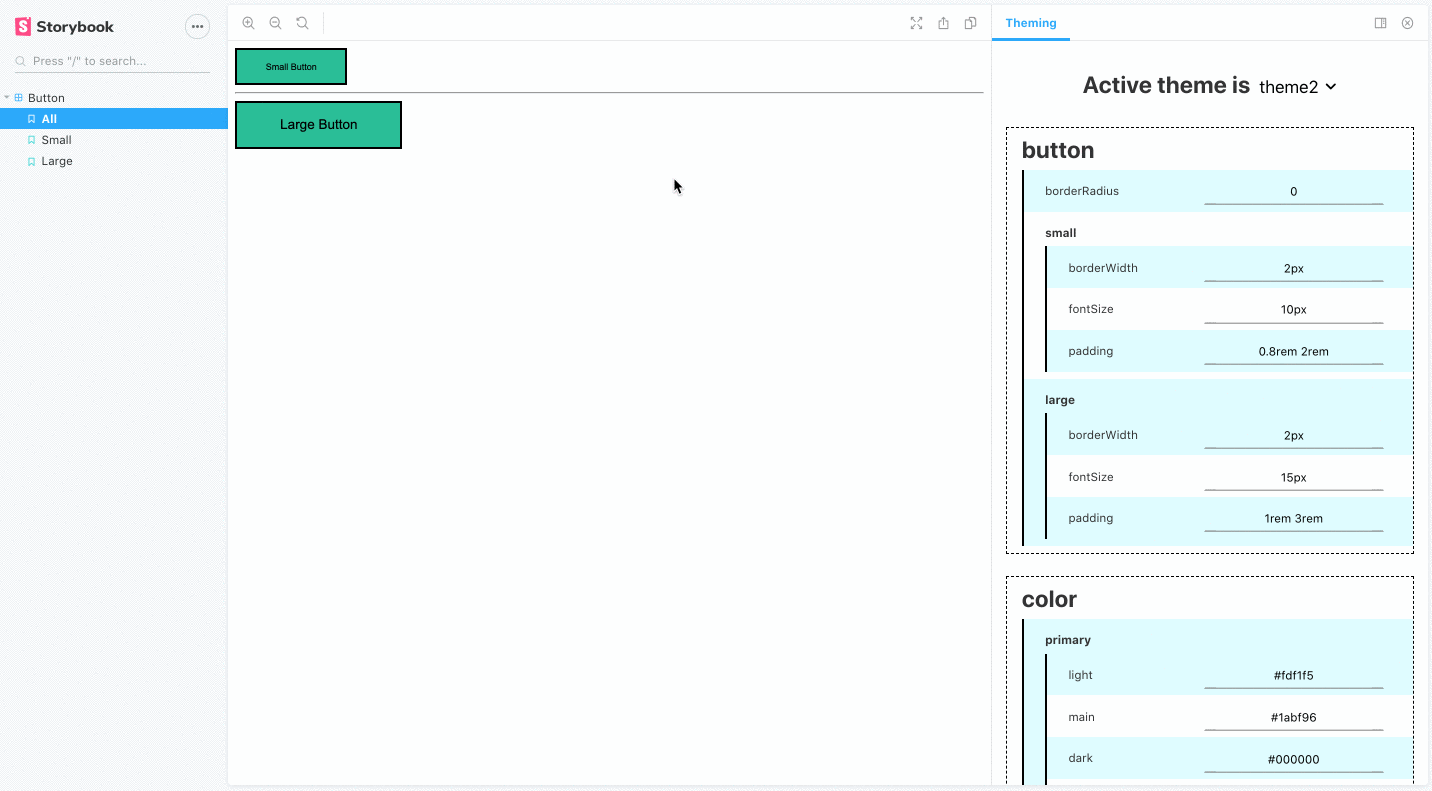 Storybook
Press "/" to search...
Button
All
Small
Large
Small Button
Large Button
Theming
Active theme is theme2
button
borderRadius 0
small
borderWidth 2px
fontSize 10px
padding 0.8rem 2rem
large
borderWidth 2px
fontSize 15px
padding 1rem 3rem
color
primary
light #fdf1f5
main #1abf96
dark #000000